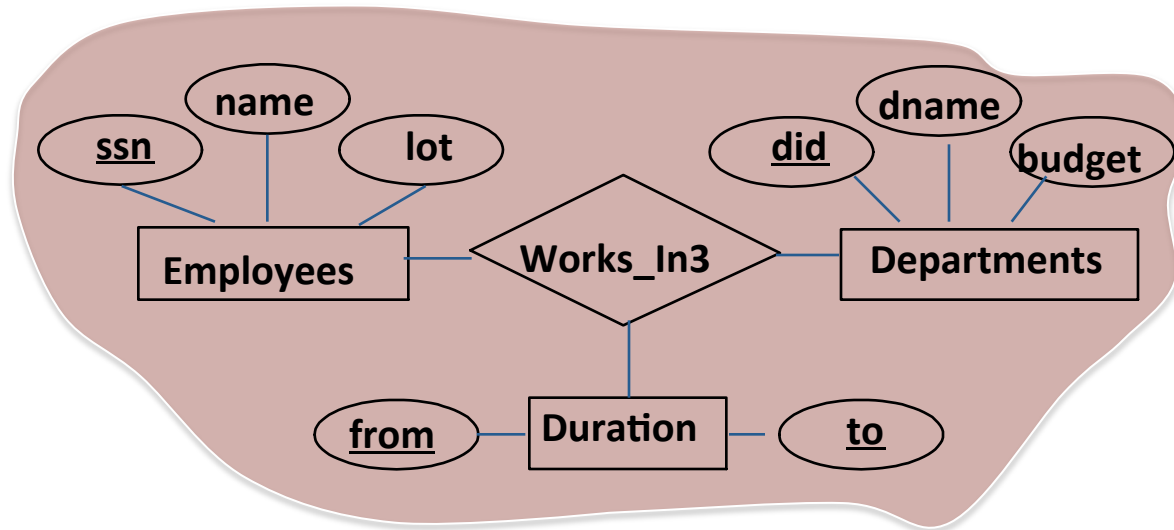 name
dname
ssn
lot
did
budget
Employees
Works_In3
Departments
from
Duration
to